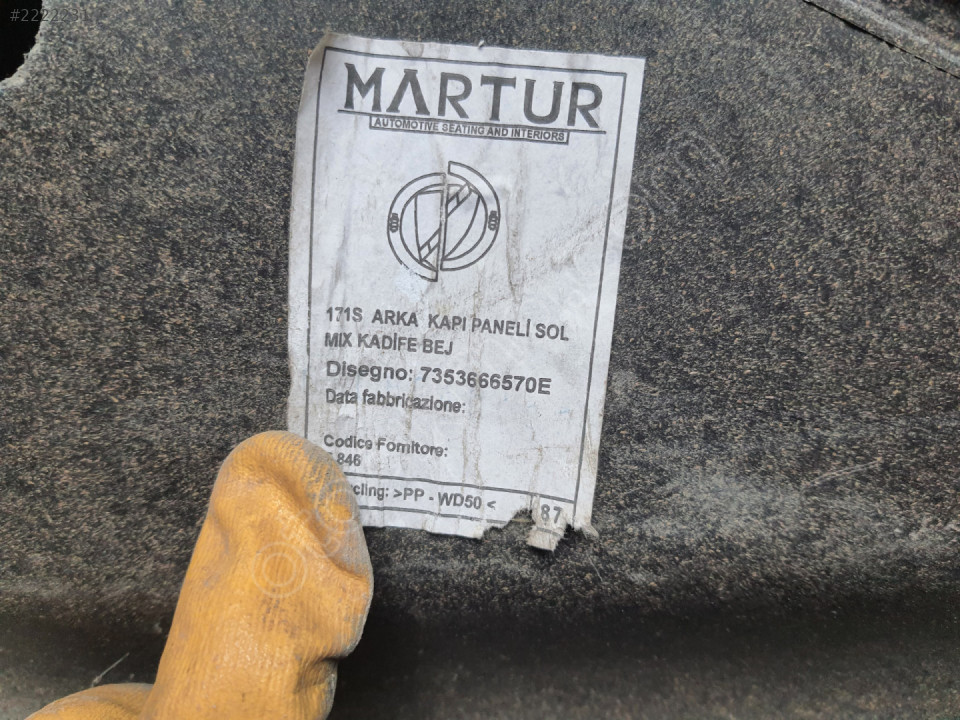 MARTUR
AUTOMOTIVE SEATING AND INTERIORS
171S ARKA KAPI PANELİ SOL
MIX KADİFE BEJ
Disegno: 7353666570E
Data fabbricazione:
Codice Fornitore:
846
cling: >PP - WD50 <
87